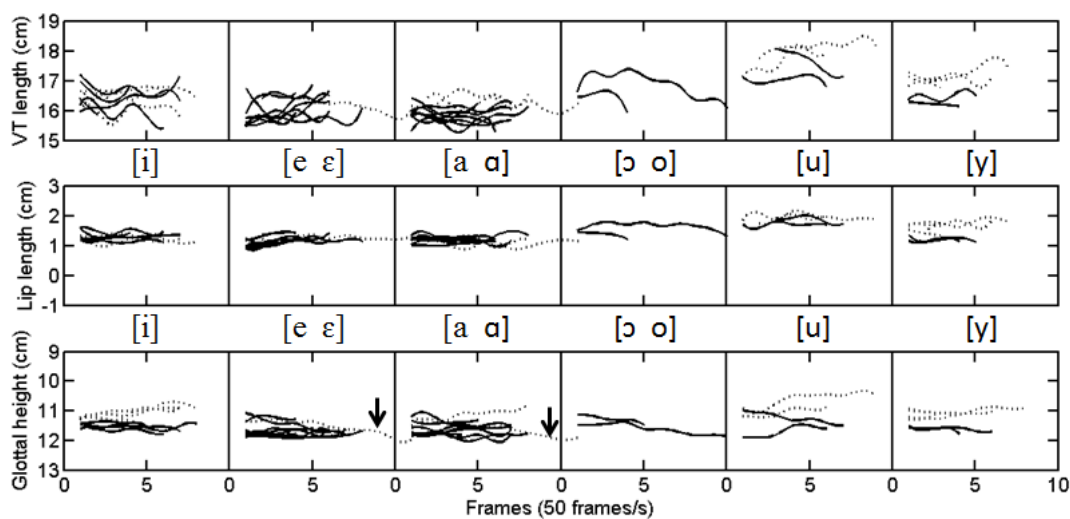 VT length (cm)
19
18
17
16
15
[i] [e ɛ] [a ɑ] [ɔ o] [u] [y]
Lip length (cm)
3
2
1
0
-1
[i] [e ɛ] [a ɑ] [ɔ o] [u] [y]
Glottal height (cm)
9
10
11
12
13
0 5 0 5 0 5 0 5 0 5 0 5 10
Frames (50 frames/s)